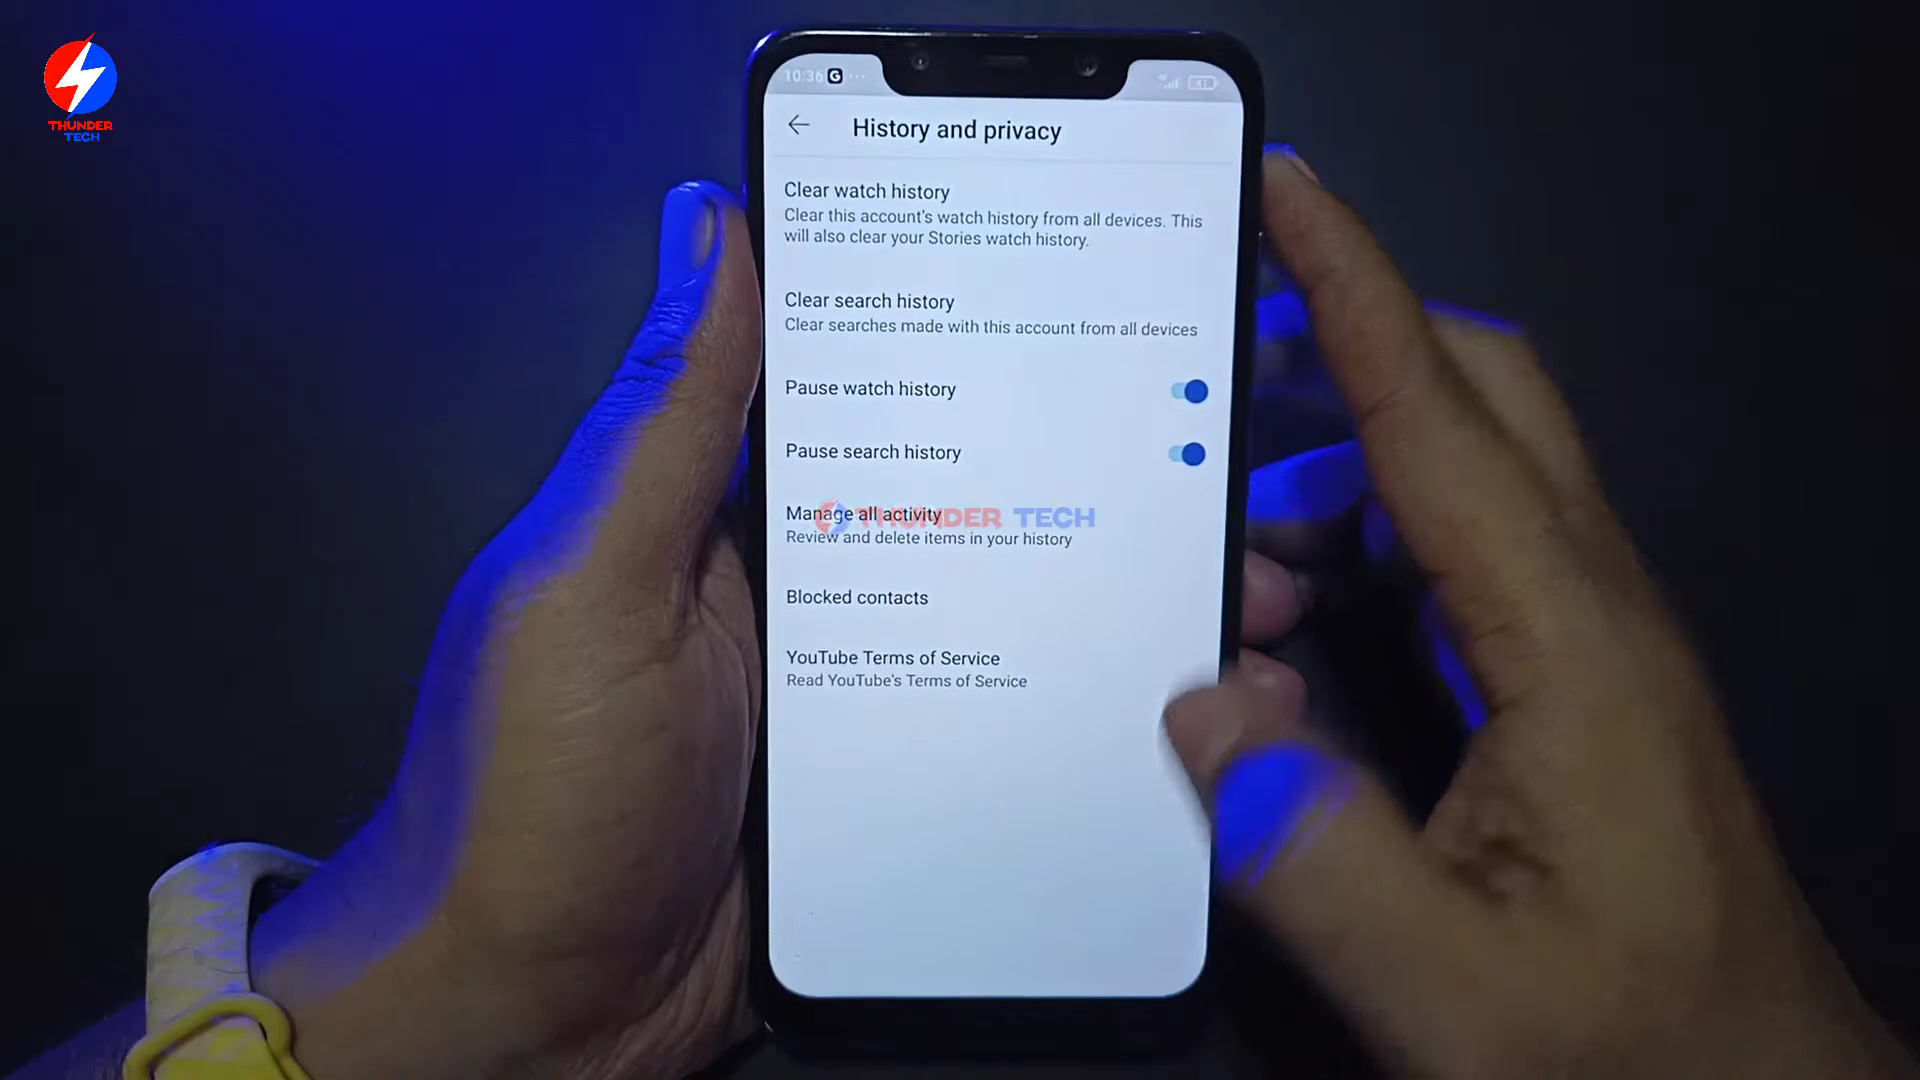 THUNDER
TECH
10:36
History and privacy
Clear watch history
Clear this account's watch history from all devices. This
will also clear your Stories watch history.
Clear search history
Clear searches made with this account from all devices
Pause watch history
Pause search history
Manage all activity
THUNDER TECH
Review and delete items in your history
Blocked contacts
YouTube Terms of Service
Read YouTube's Terms of Service